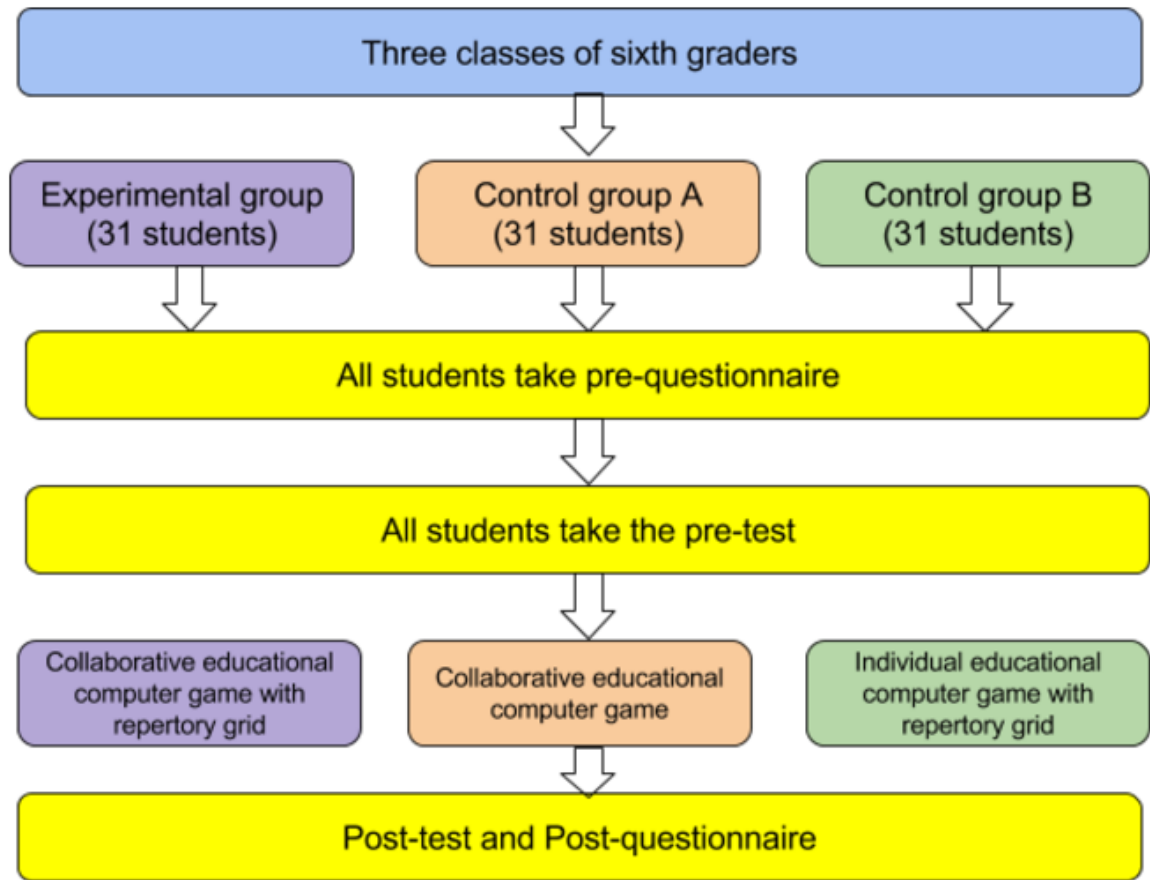 Three classes of sixth graders
Experimental group
(31 students)
Control group A
(31 students)
Control group B
(31 students)
All students take pre-questionnaire
All students take the pre-test
Collaborative educational
computer game with
repertory grid
Collaborative educational
computer game
Individual educational
computer game with
repertory grid
Post-test and Post-questionnaire